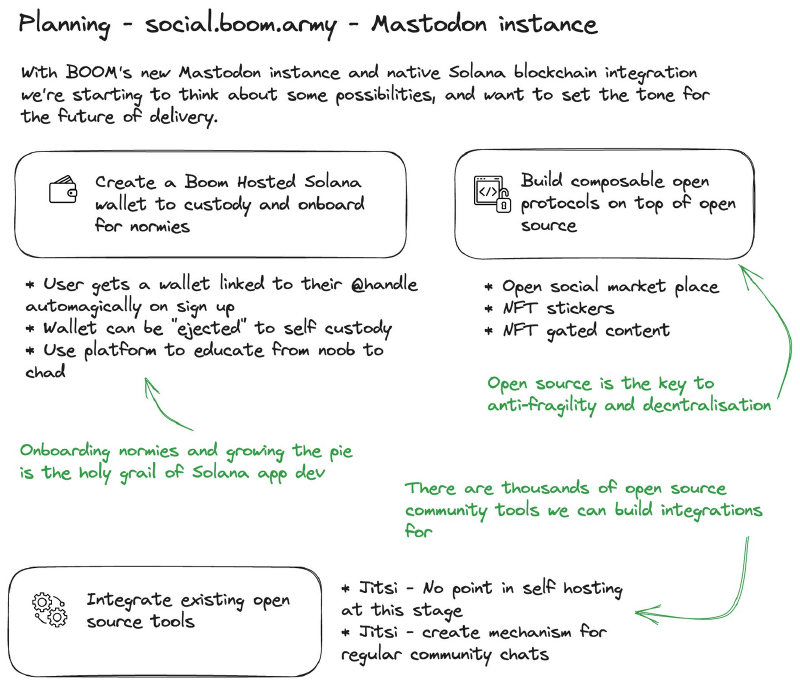 Planning - social.boom.army - Mastodon instance
With BOOM's new Mastodon instance and native Solana blockchain integration
we're starting to think about some possibilities, and want to set the tone for
the future of delivery.
Create a Boom Hosted Solana
wallet to custody and onboard
for normies
* User gets a wallet linked to their @handle
automagically on sign up
* Wallet can be "ejected" to self custody
* Use platform to educate from noob to
chad
Onboarding normies and growing the pie
is the holy grail of Solana app dev
</>
Build composable open
protocols on top of open
source
* Open social market place
* NFT stickers
* NFT gated content
Open source is the key to
anti-fragility and decntralisation
There are thousands of open source
community tools we can build integrations
for
Integrate existing open
source tools
* Jitsi - No point in self hosting
at this stage
* Jitsi - create mechanism for
regular community chats